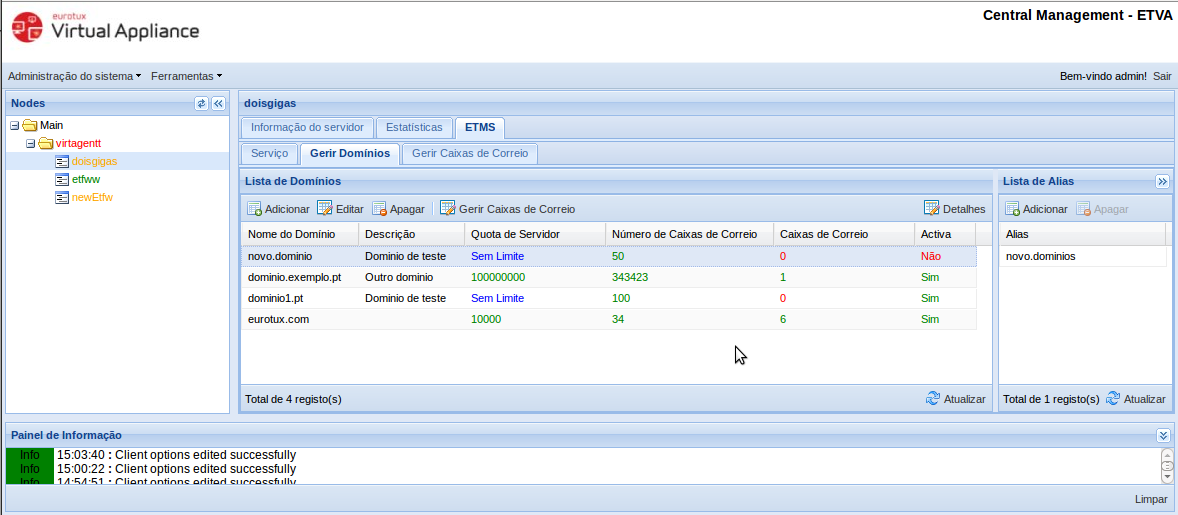 eurotux
Virtual Appliance
Central Management - ETVA
Administração do sistema Ferramentas Bem-vindo admin! Sair
Nodes
Main
virtagentt
doisgigas
etfww
newEtfw
doisgigas
Informação do servidor Estatísticas ETMS
Serviço Gerir Domínios Gerir Caixas de Correio
Lista de Domínios
Adicionar Editar Apagar Gerir Caixas de Correio Detalhes
Nome do Domínio Descrição Quota de Servidor Número de Caixas de Correio Caixas de Correio Activa
novo.dominio Dominio de teste Sem Limite 50 0 Não
dominio.exemplo.pt Outro dominio 100000000 343423 1 Sim
dominio1.pt Dominio de teste Sem Limite 100 0 Sim
eurotux.com 10000 34 6 Sim
Total de 4 registo(s) Atualizar
Lista de Alias
Adicionar Apagar
Alias
novo.dominios
Total de 1 registo(s) Atualizar
Painel de Informação
Info 15:03:40 : Client options edited successfully
Info 15:00:22 : Client options edited successfully
Info 14:54:51 : Client options edited successfully
Limpar